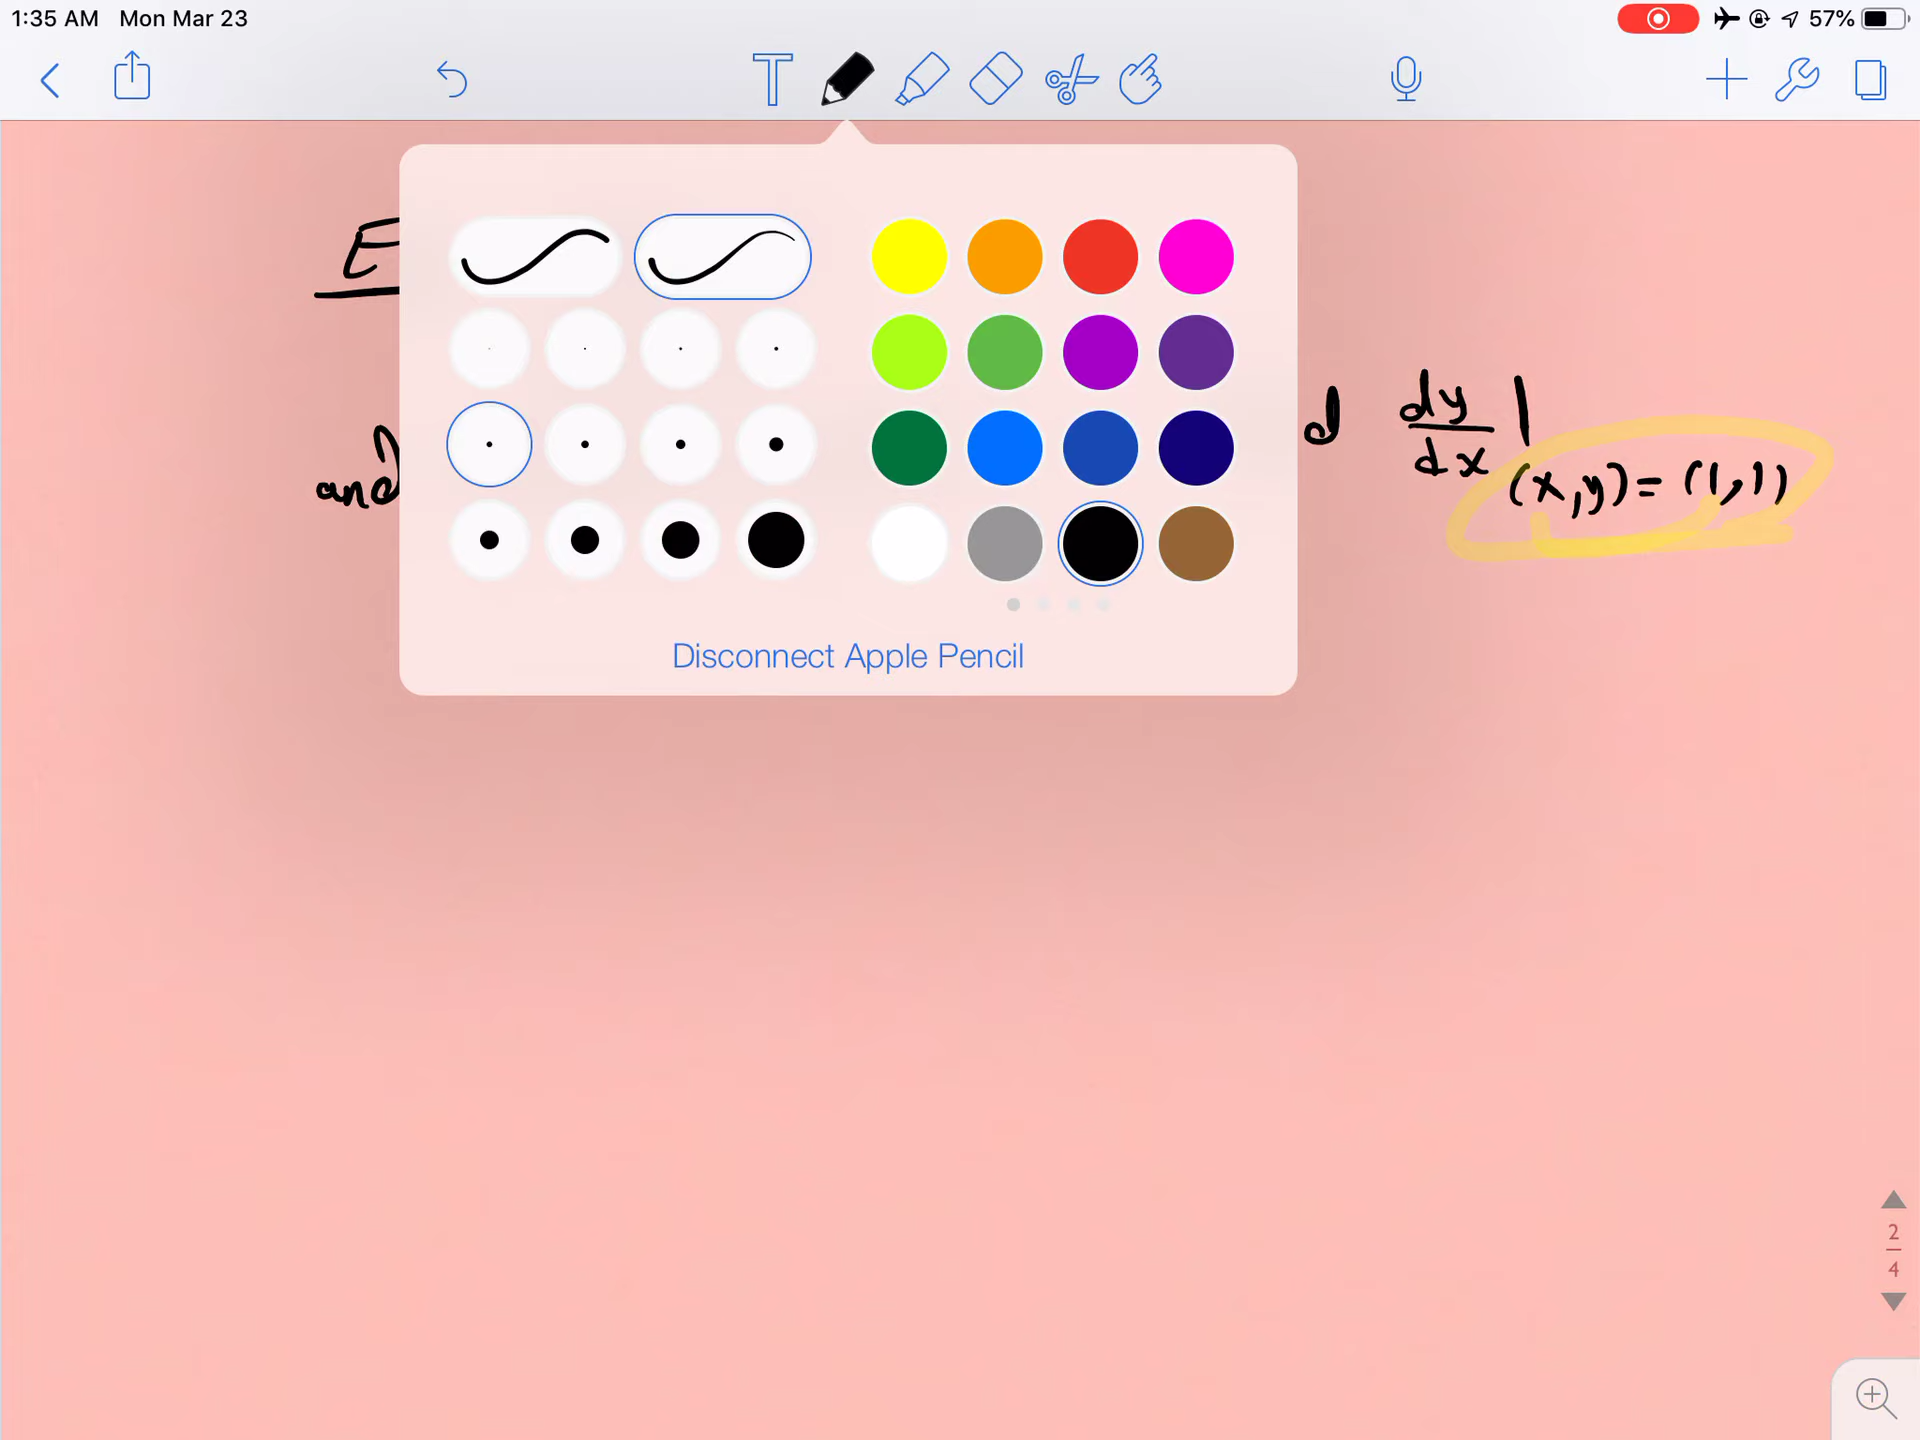 1:35 AM Mon Mar 23
57%
T
E
d dy/dx |
(x,y) = (1,1)
and
Disconnect Apple Pencil
2
4